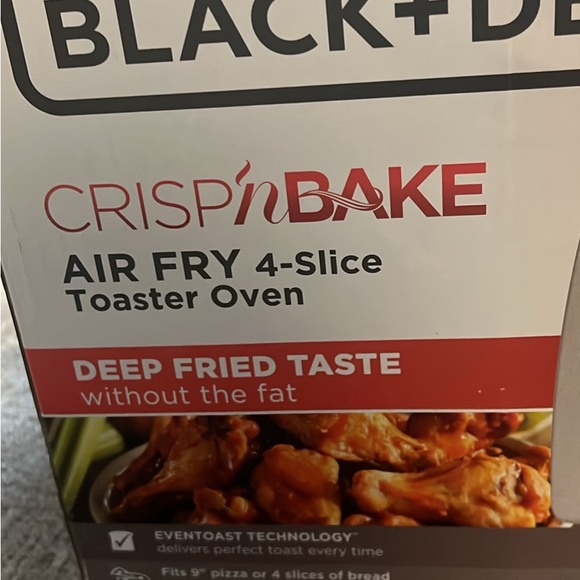 BLACK+DE
CRISP'nBAKE
AIR FRY 4-Slice
Toaster Oven
DEEP FRIED TASTE
without the fat
EVENTOAST TECHNOLOGY™
delivers perfect toast every time
Fits 9" pizza or 4 slices of bread